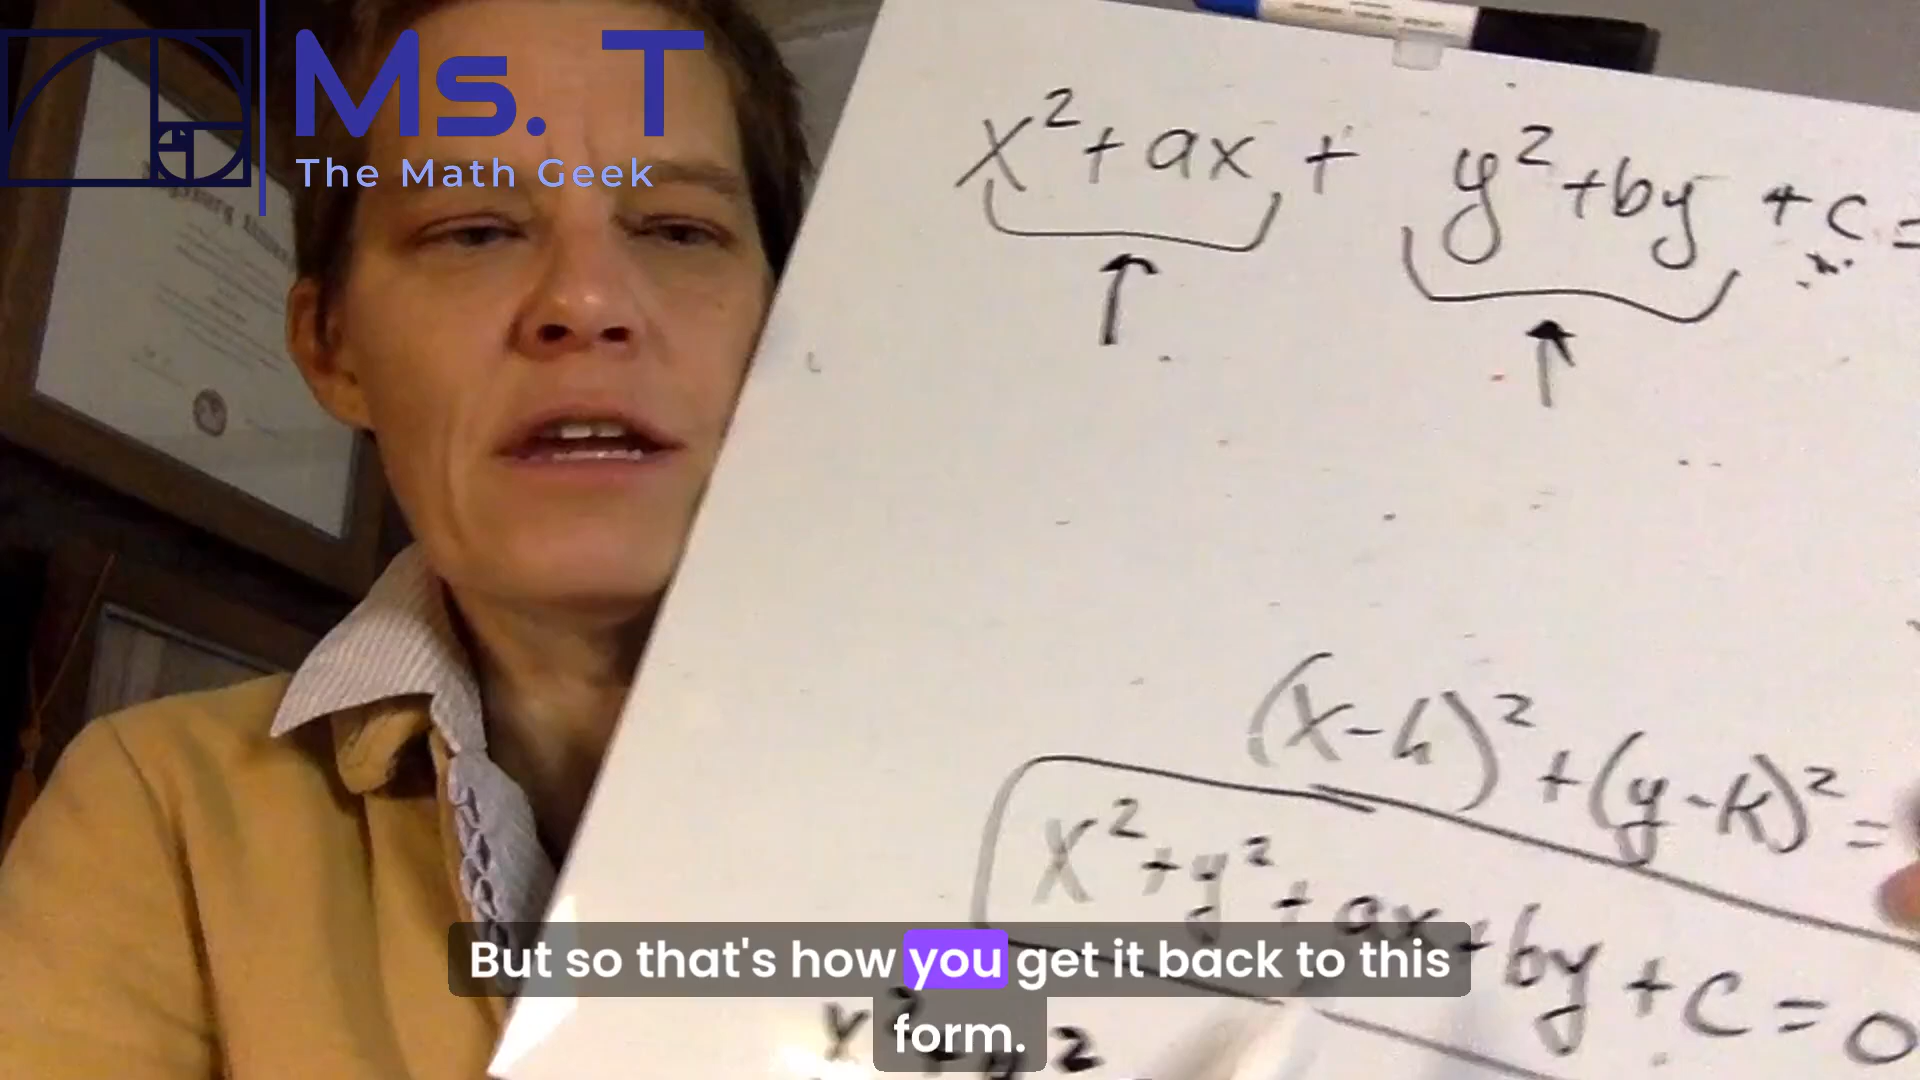 Ms. T
The Math Geek
x² + ax + y² + by + c =
(x-h)² + (y-k)² =
x² + y² + ax + by + c = 0
But so that's how you get it back to this
form.